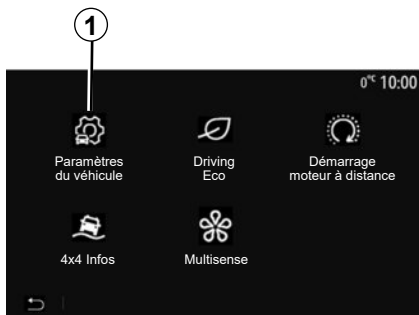 1
0°C 10:00
Paramètres
du véhicule
Driving
Eco
Démarrage
moteur à distance
4x4 Infos
Multisense